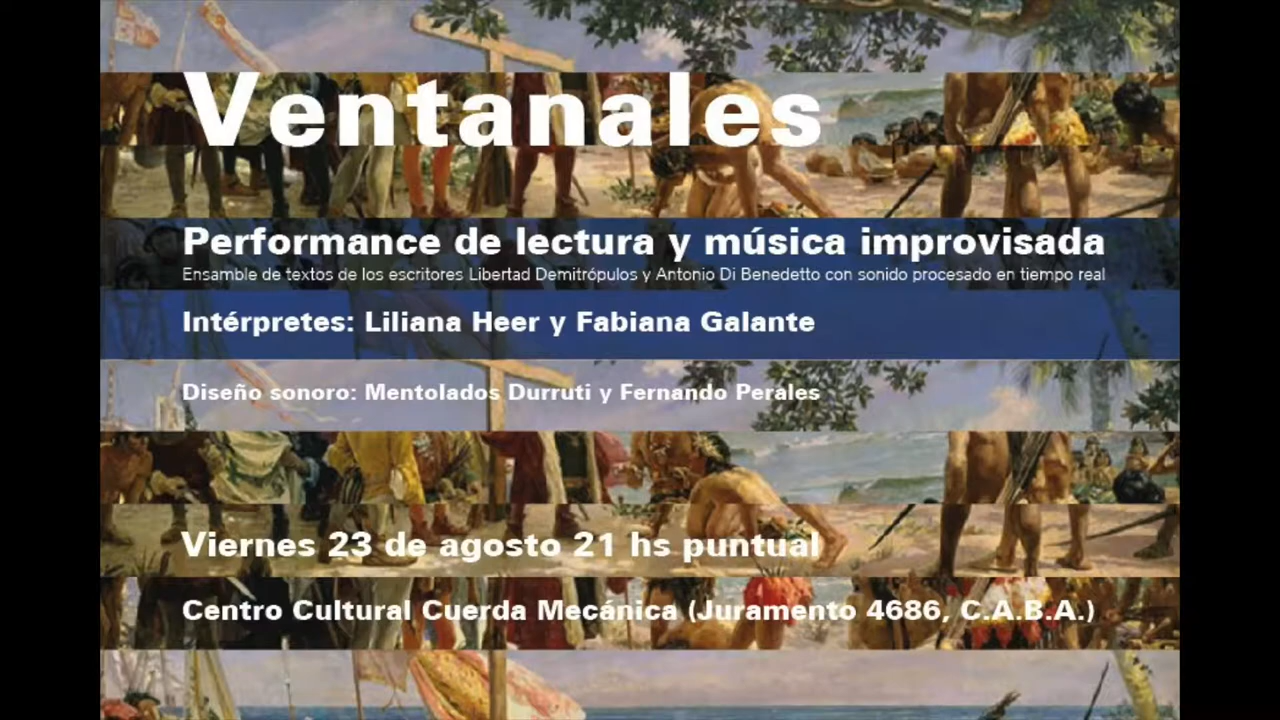 Ventanales
Performance de lectura y música improvisada
Ensamble de textos de los escritores Libertad Demitrópulos y Antonio Di Benedetto con sonido procesado en tiempo real
Intérpretes: Liliana Heer y Fabiana Galante
Diseño sonoro: Mentolados Durruti y Fernando Perales
Viernes 23 de agosto 21 hs puntual
Centro Cultural Cuerda Mecánica (Juramento 4686, C.A.B.A.)